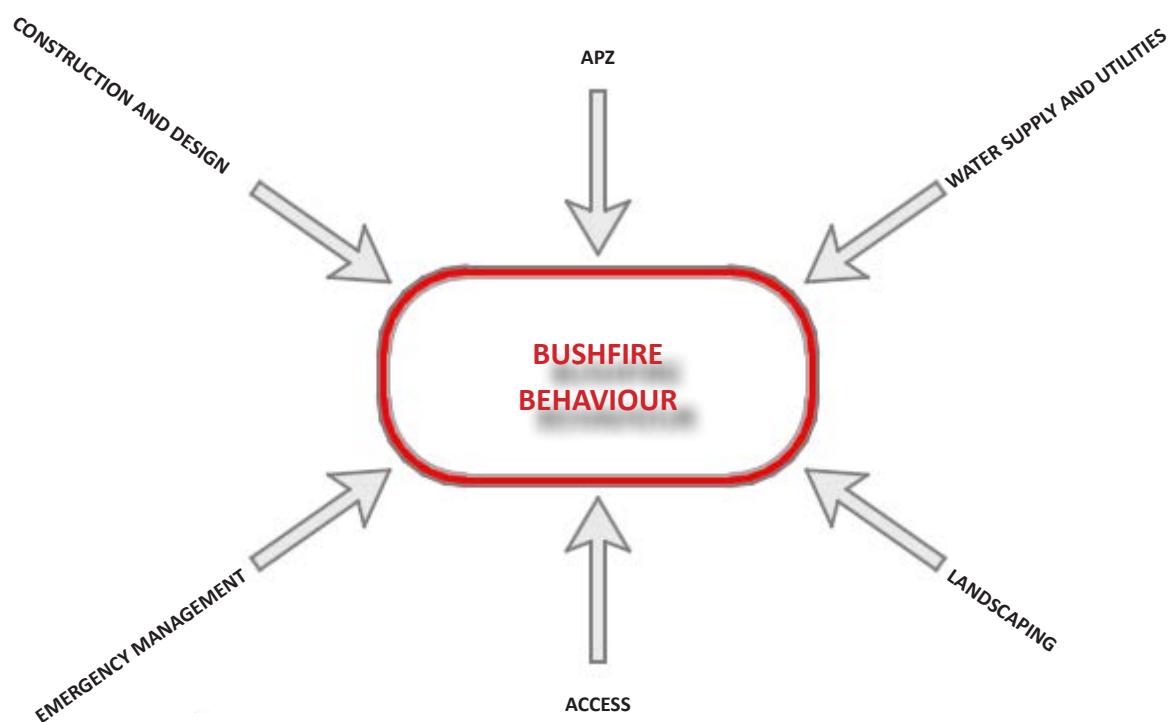 CONSTRUCTION AND DESIGN
APZ
WATER SUPPLY AND UTILITIES
BUSHFIRE
BEHAVIOUR
EMERGENCY MANAGEMENT
ACCESS
LANDSCAPING